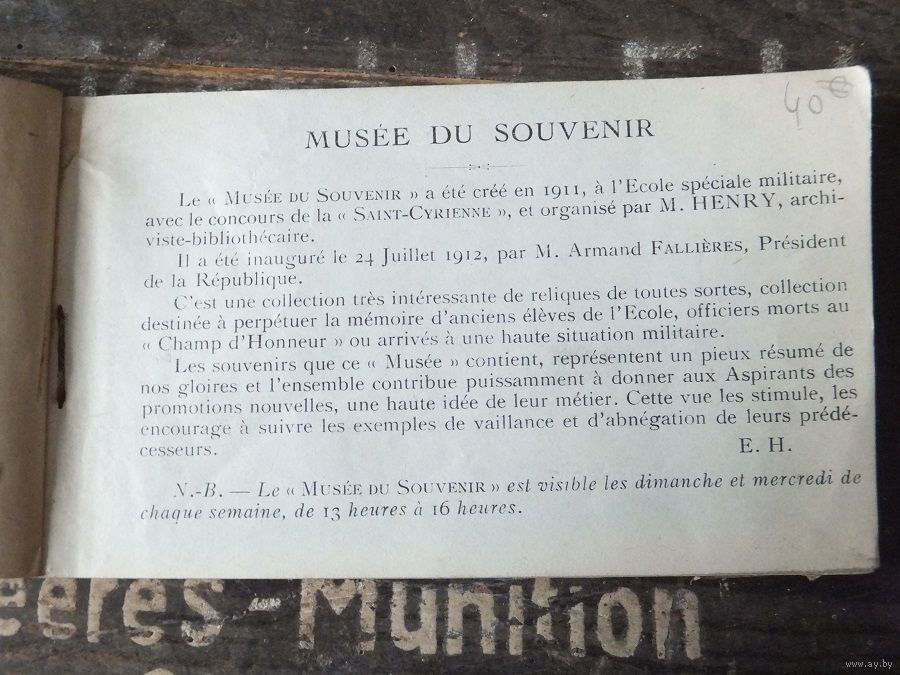 40 €
MUSÉE DU SOUVENIR
Le « MUSÉE DU SOUVENIR » a été créé en 1911, à l'Ecole spéciale militaire,
avec le concours de la « SAINT-CYRIENNE », et organisé par M. HENRY, archi-
viste-bibliothécaire.
Il a été inauguré le 24 Juillet 1912, par M. Armand FALLIÈRES, Président
de la République.
C'est une collection très intéressante de reliques de toutes sortes, collection
destinée à perpétuer la mémoire d'anciens élèves de l'Ecole, officiers morts au
« Champ d'Honneur » ou arrivés à une haute situation militaire.
Les souvenirs que ce « Musée » contient, représentent un pieux résumé de
nos gloires et l'ensemble contribue puissamment à donner aux Aspirants des
promotions nouvelles, une haute idée de leur métier. Cette vue les stimule, les
encourage à suivre les exemples de vaillance et d'abnégation de leurs prédé-
cesseurs.
E. H.
N.-B. — Le « MUSÉE DU SOUVENIR » est visible les dimanche et mercredi de
chaque semaine, de 13 heures à 16 heures.
eeres-Munition
www.ay.by